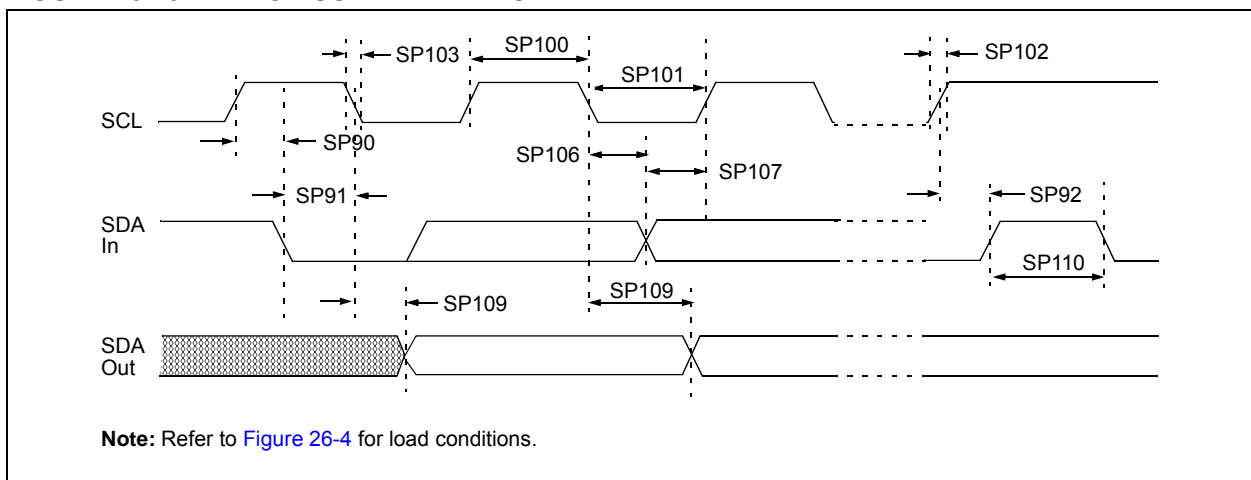 SP103
SP100
SP102
SP101
SCL
SP90
SP106
SP107
SP91
SP92
SDA
In
SP110
SP109
SP109
SDA
Out
Note: Refer to Figure 26-4 for load conditions.